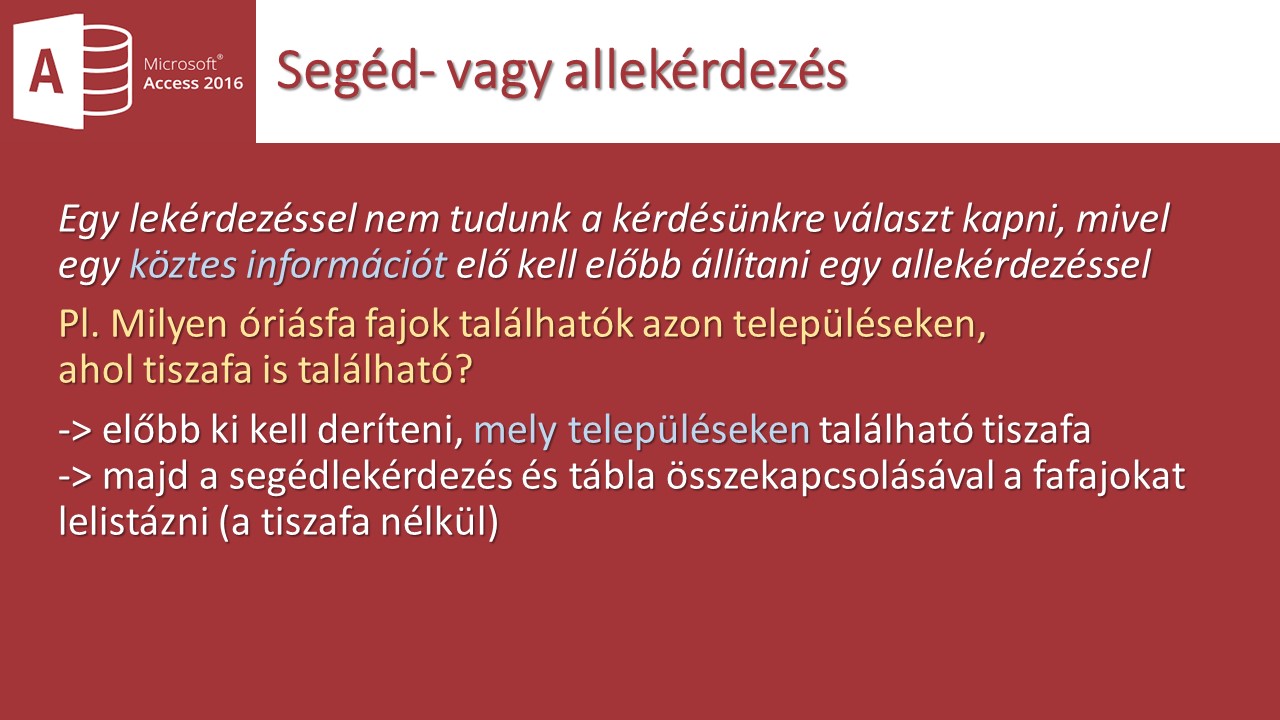 A
Microsoft®
Access 2016
Segéd- vagy allekérdezés
Egy lekérdezéssel nem tudunk a kérdésünkre választ kapni, mivel
egy köztes információt elő kell előbb állítani egy allekérdezéssel
Pl. Milyen óriásfa fajok találhatók azon településeken,
ahol tiszafa is található?
-> előbb ki kell deríteni, mely településeken található tiszafa
-> majd a segédlekérdezés és tábla összekapcsolásával a fafajokat
lelistázni (a tiszafa nélkül)